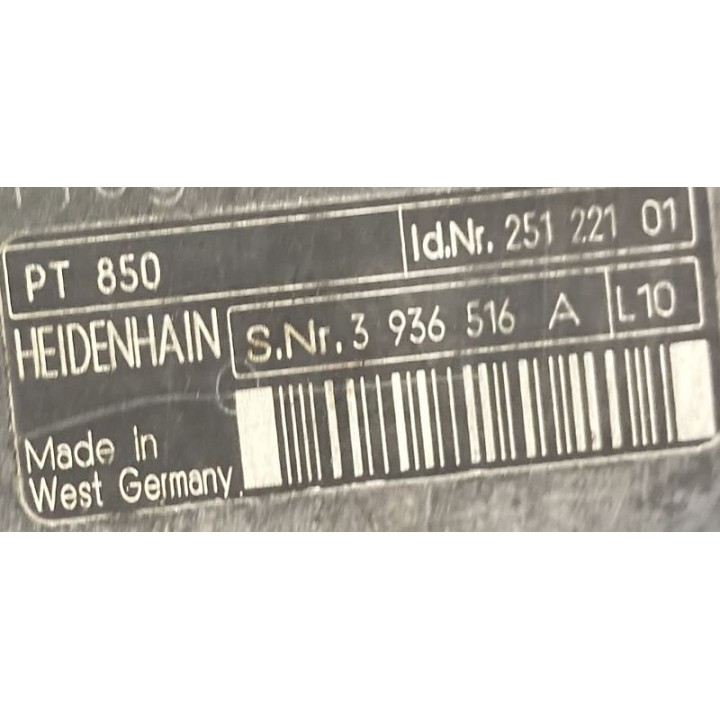 PT 850 Id.Nr. 251 221 01
HEIDENHAIN S.Nr. 3 936 516 A L10
Made in
West Germany